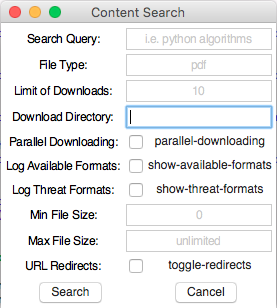 Content Search
Search Query: i.e. python algorithms
File Type: pdf
Limit of Downloads: 10
Download Directory:
Parallel Downloading: parallel-downloading
Log Available Formats: show-available-formats
Log Threat Formats: show-threat-formats
Min File Size: 0
Max File Size: unlimited
URL Redirects: toggle-redirects
Search Cancel